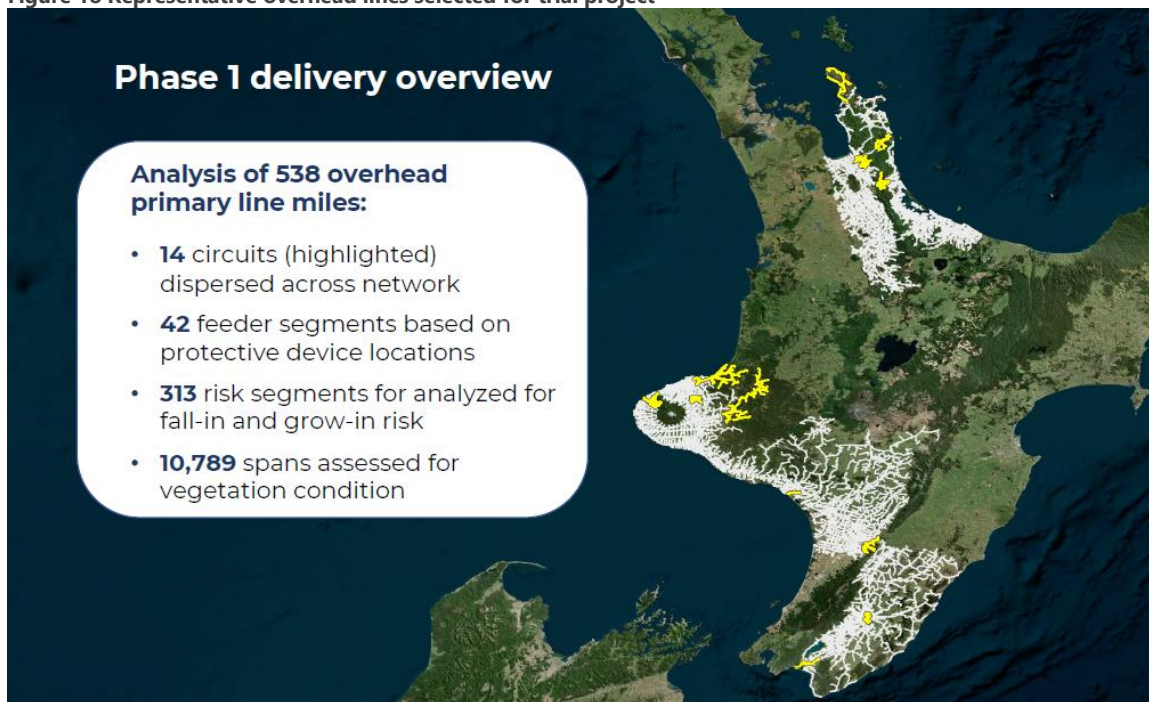 Figure 16 Representative overhead lines selected for trial project
Phase 1 delivery overview
Analysis of 538 overhead
primary line miles:
• 14 circuits (highlighted)
dispersed across network
• 42 feeder segments based on
protective device locations
• 313 risk segments for analyzed for
fall-in and grow-in risk
• 10,789 spans assessed for
vegetation condition